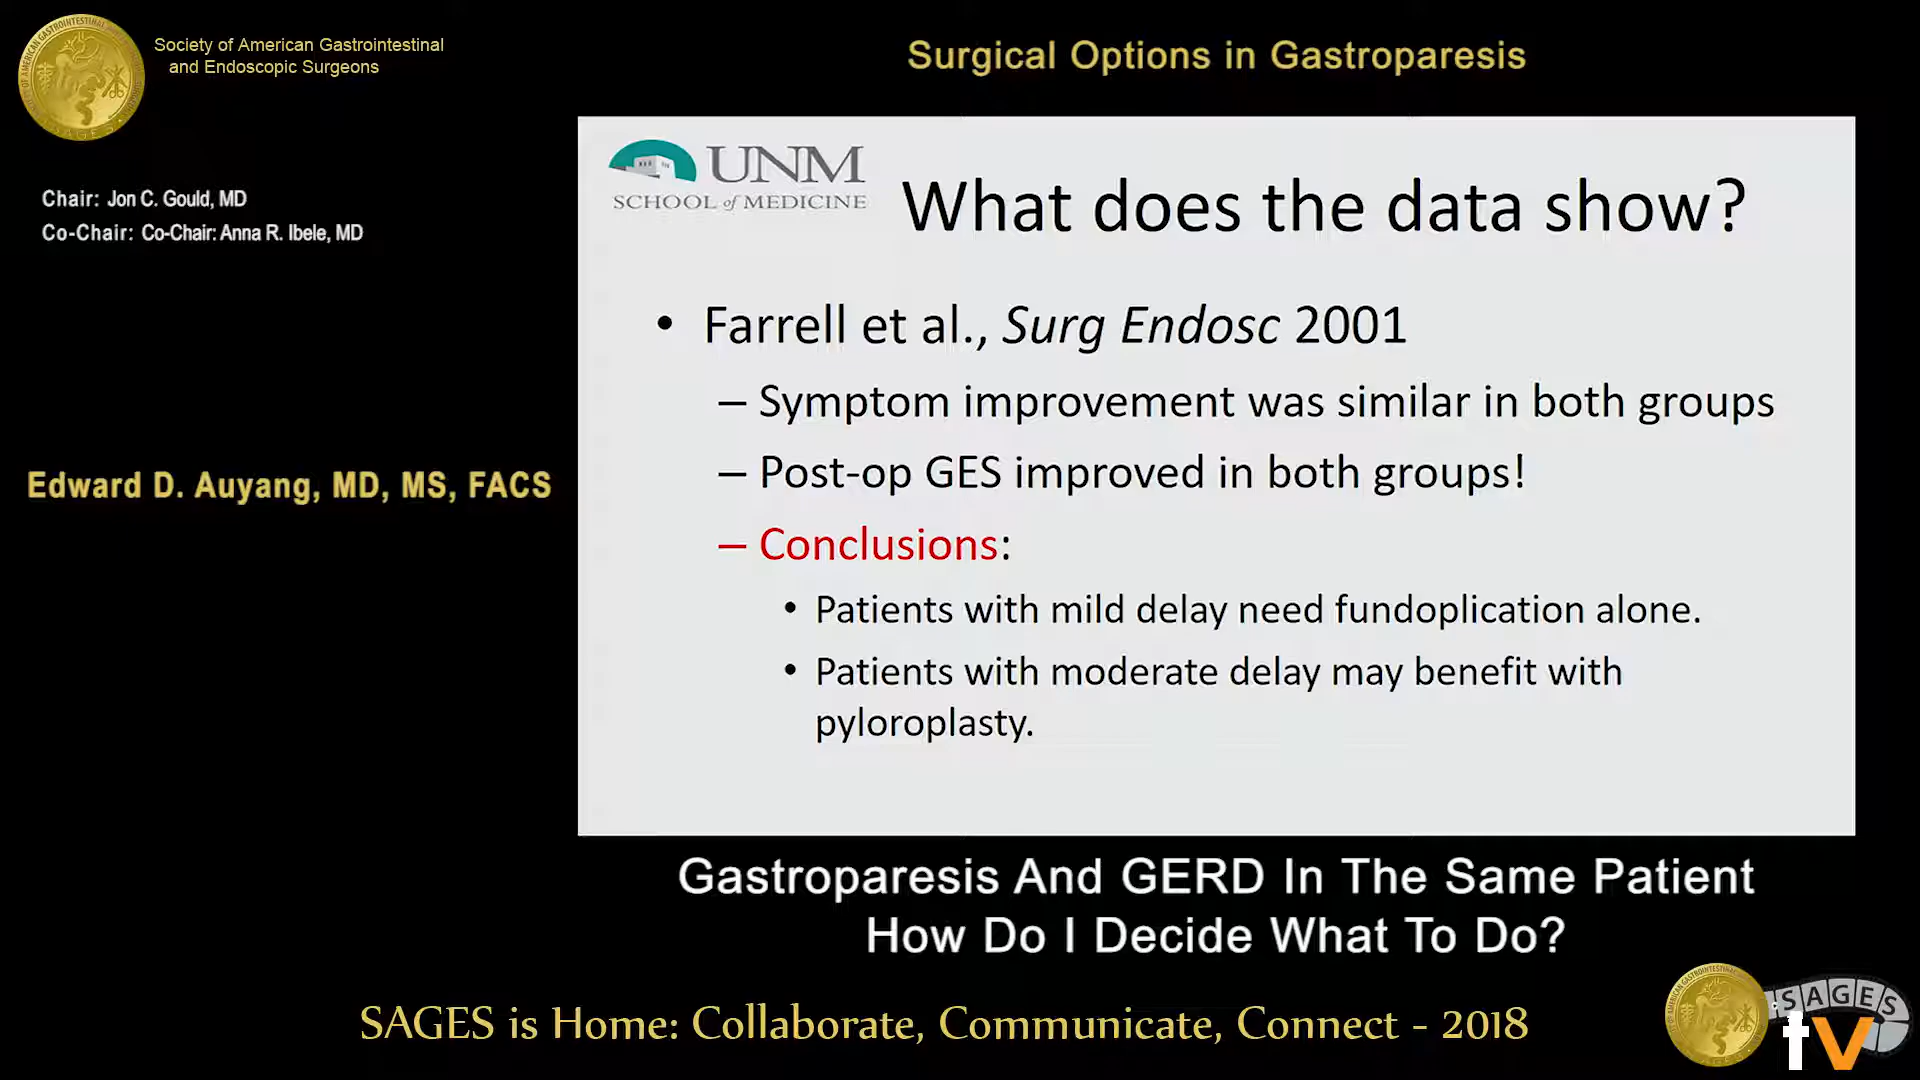 Society of American Gastrointestinal
and Endoscopic Surgeons
Surgical Options in Gastroparesis
Chair: Jon C. Gould, MD
Co-Chair: Co-Chair: Anna R. Ibele, MD
Edward D. Auyang, MD, MS, FACS
UNM
SCHOOL of MEDICINE
What does the data show?
• Farrell et al., Surg Endosc 2001
– Symptom improvement was similar in both groups
– Post-op GES improved in both groups!
– Conclusions:
• Patients with mild delay need fundoplication alone.
• Patients with moderate delay may benefit with
pyloroplasty.
Gastroparesis And GERD In The Same Patient
How Do I Decide What To Do?
SAGES is Home: Collaborate, Communicate, Connect - 2018
SAGES
tv